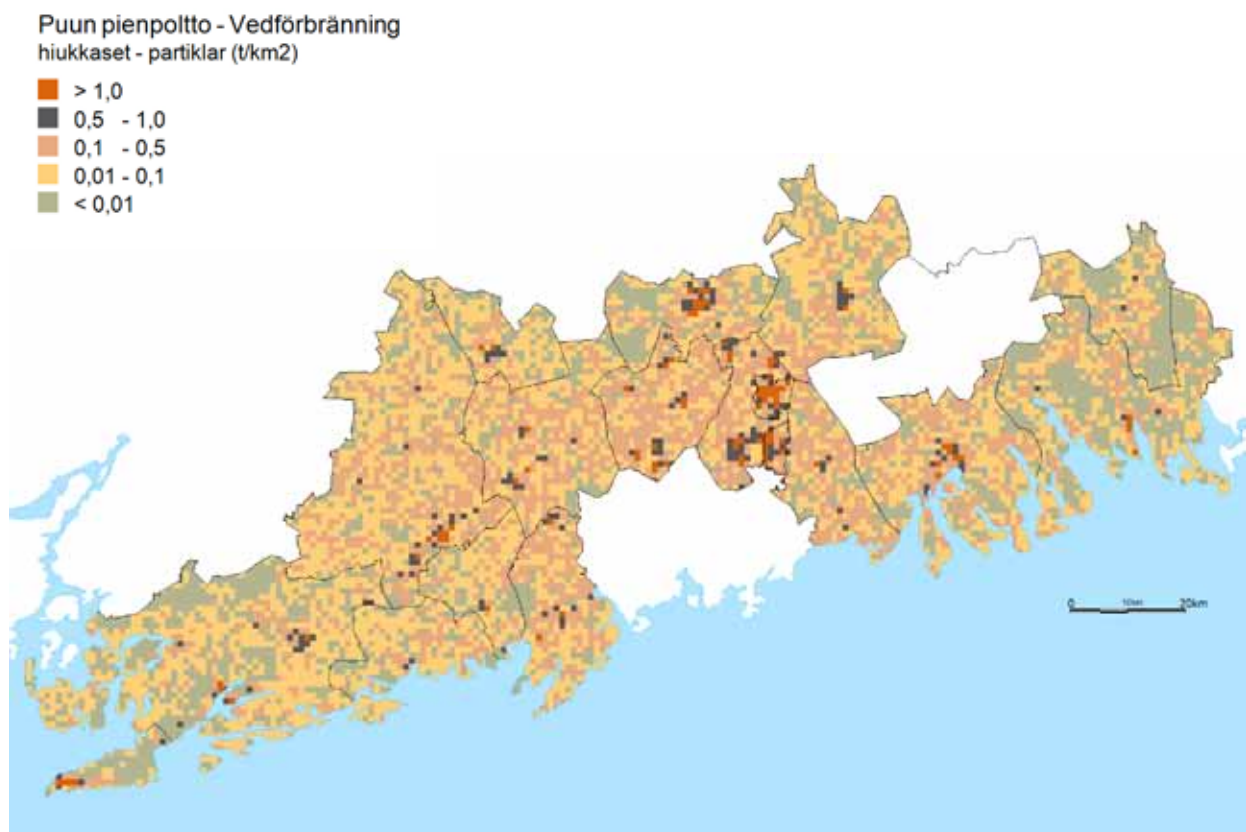 Puun pienpoltto - Vedförbränning
hiukkaset - partiklar (t/km2)
> 1,0
0,5 - 1,0
0,1 - 0,5
0,01 - 0,1
< 0,01
0 10km 20km